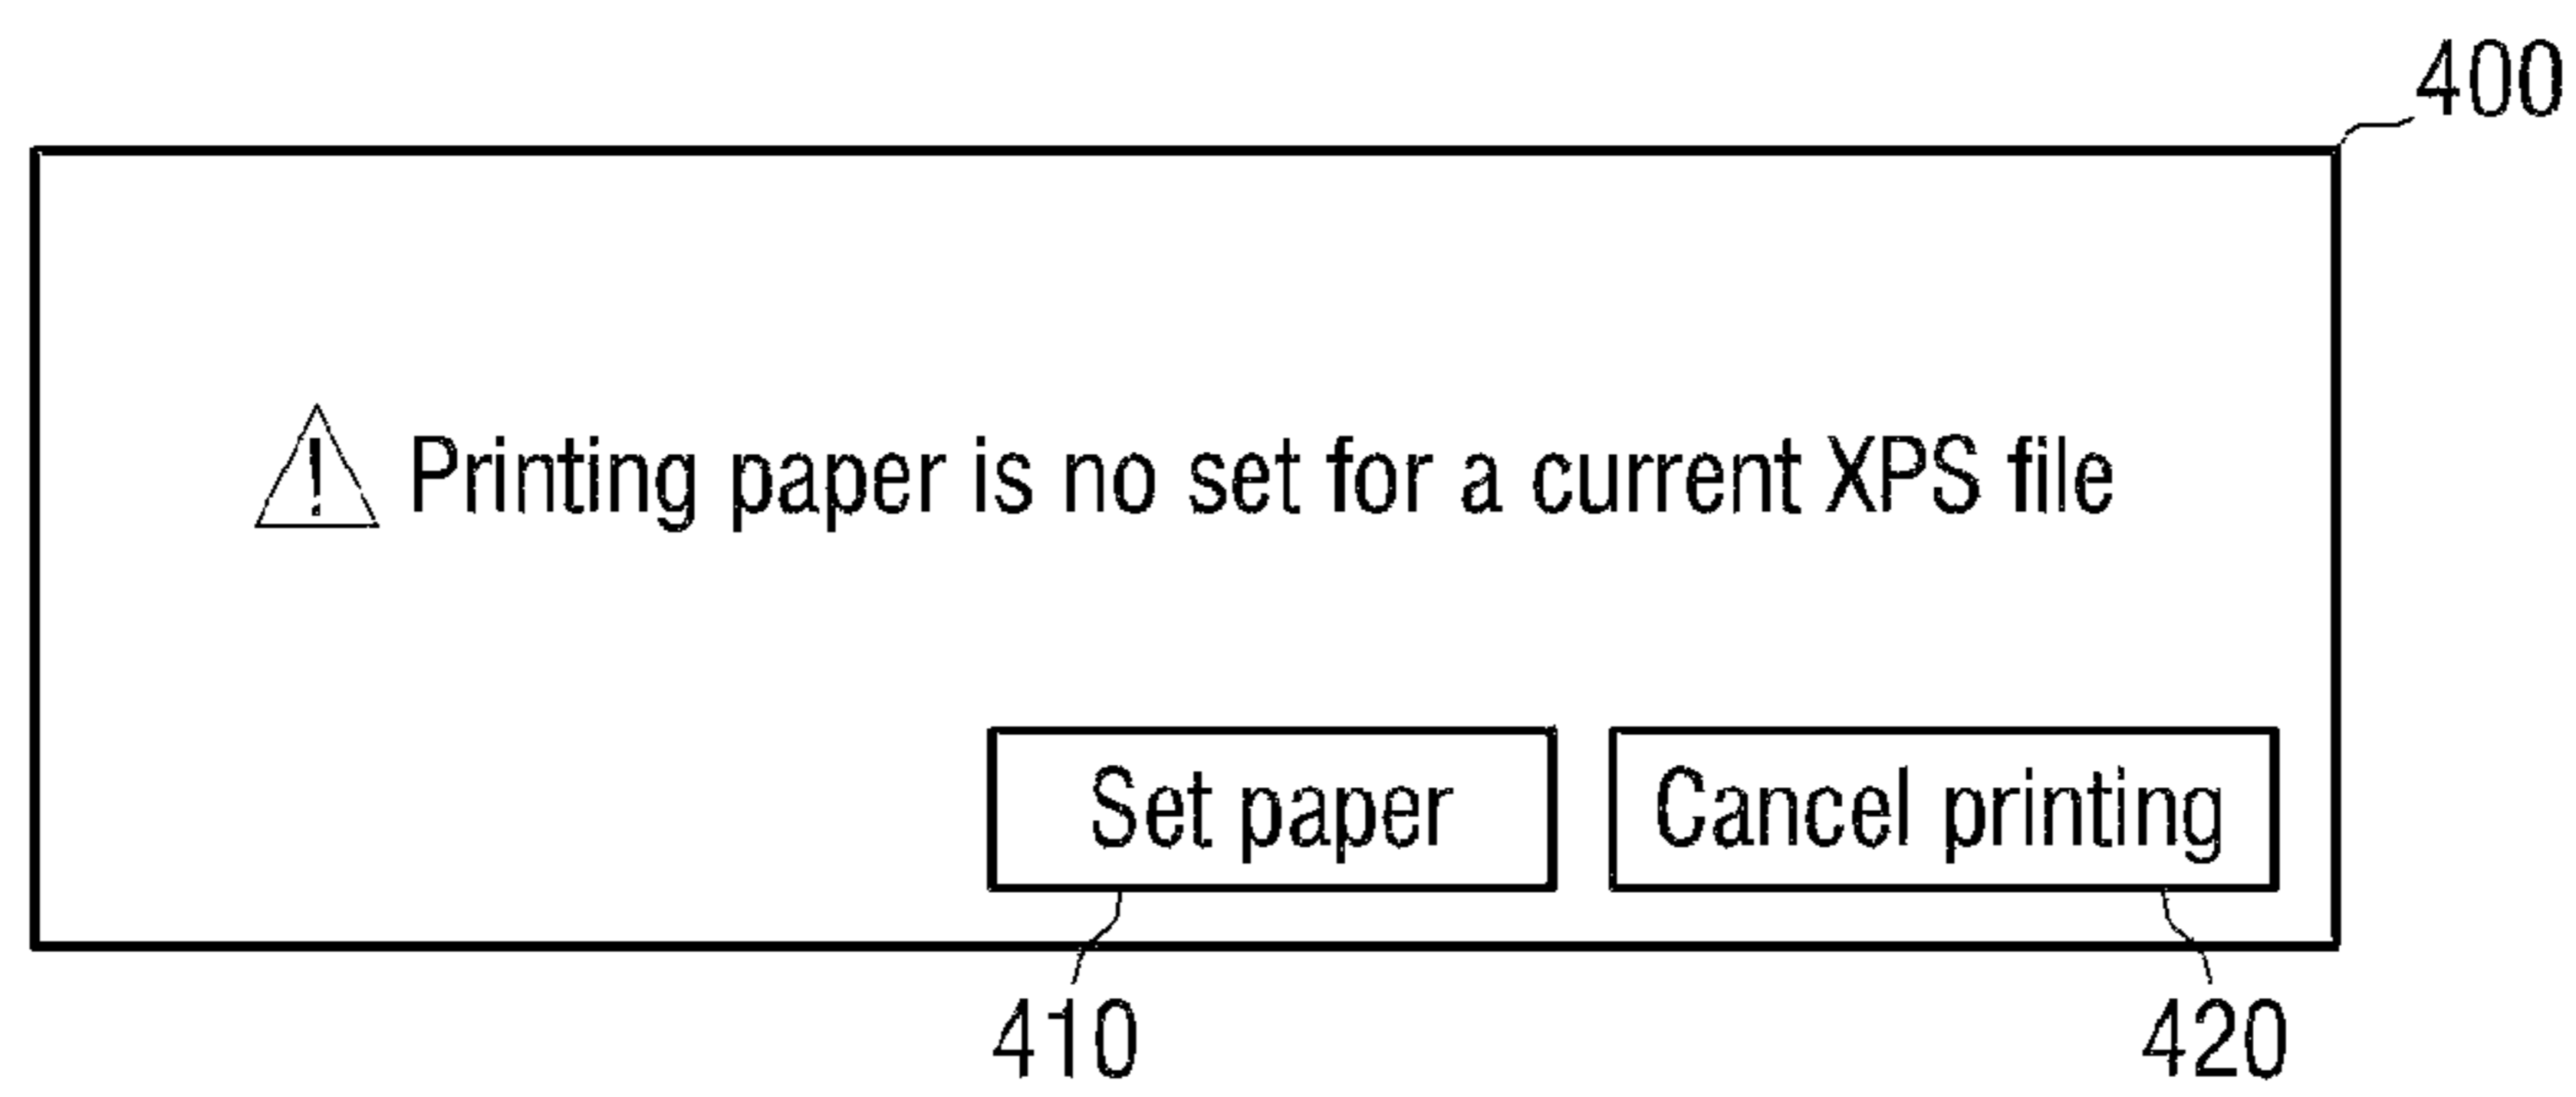 400
! Printing paper is no set for a current XPS file
Set paper
Cancel printing
410
420